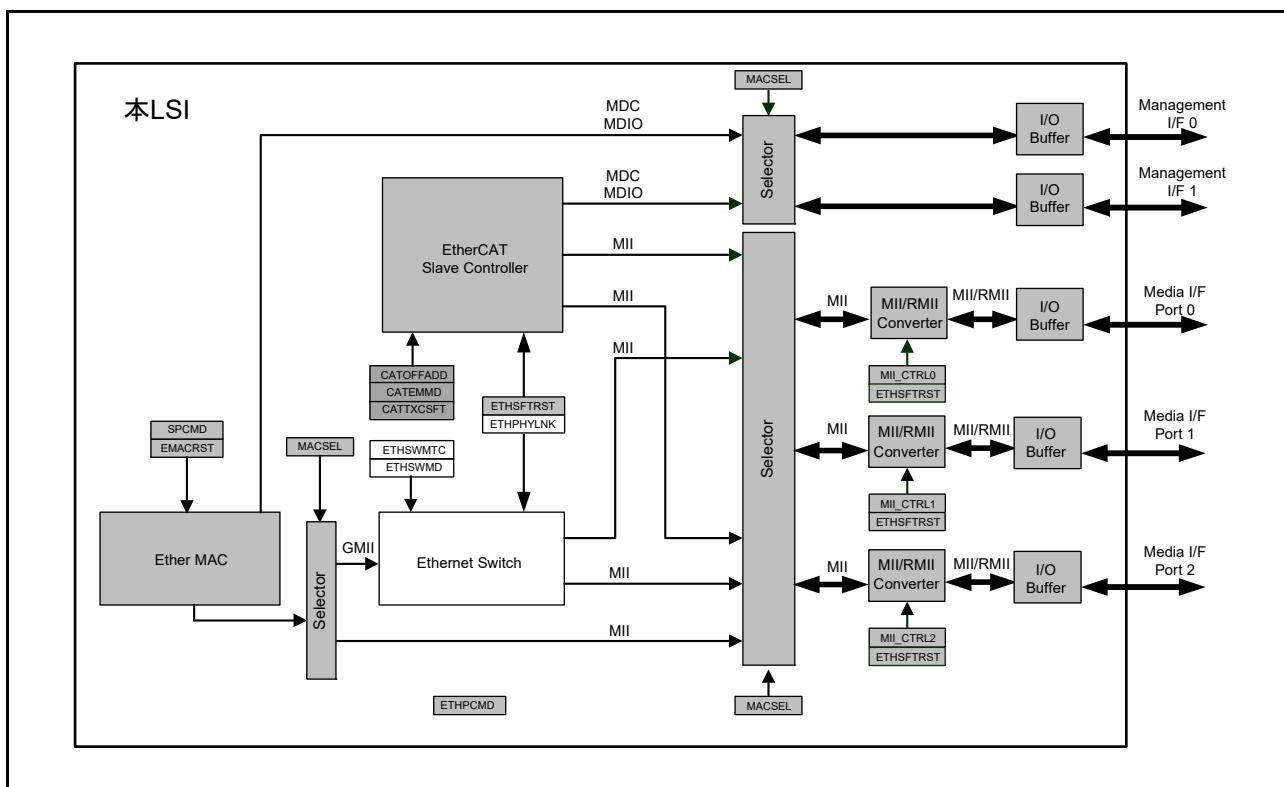 本LSI
MACSEL
MDC
MDIO
Selector
I/O
Buffer
Management
I/F 0
MDC
MDIO
I/O
Buffer
Management
I/F 1
EtherCAT
Slave Controller
MII
MII
MII
MII
MII/RMII
Converter
MII/RMII
I/O
Buffer
Media I/F
Port 0
MII_CTRL0
ETHSFTRST
CATOFFADD
CATEMMD
CATTXCSFT
ETHSFTRST
ETHPHYLNK
SPCMD
EMACRST
MACSEL
ETHSWMTC
ETHSWMD
Selector
MII
MII/RMII
Converter
MII/RMII
I/O
Buffer
Media I/F
Port 1
MII_CTRL1
ETHSFTRST
Ether MAC
Selector
GMII
Ethernet Switch
MII
MII
MII
MII/RMII
Converter
MII/RMII
I/O
Buffer
Media I/F
Port 2
MII_CTRL2
ETHSFTRST
ETHPCMD
MACSEL